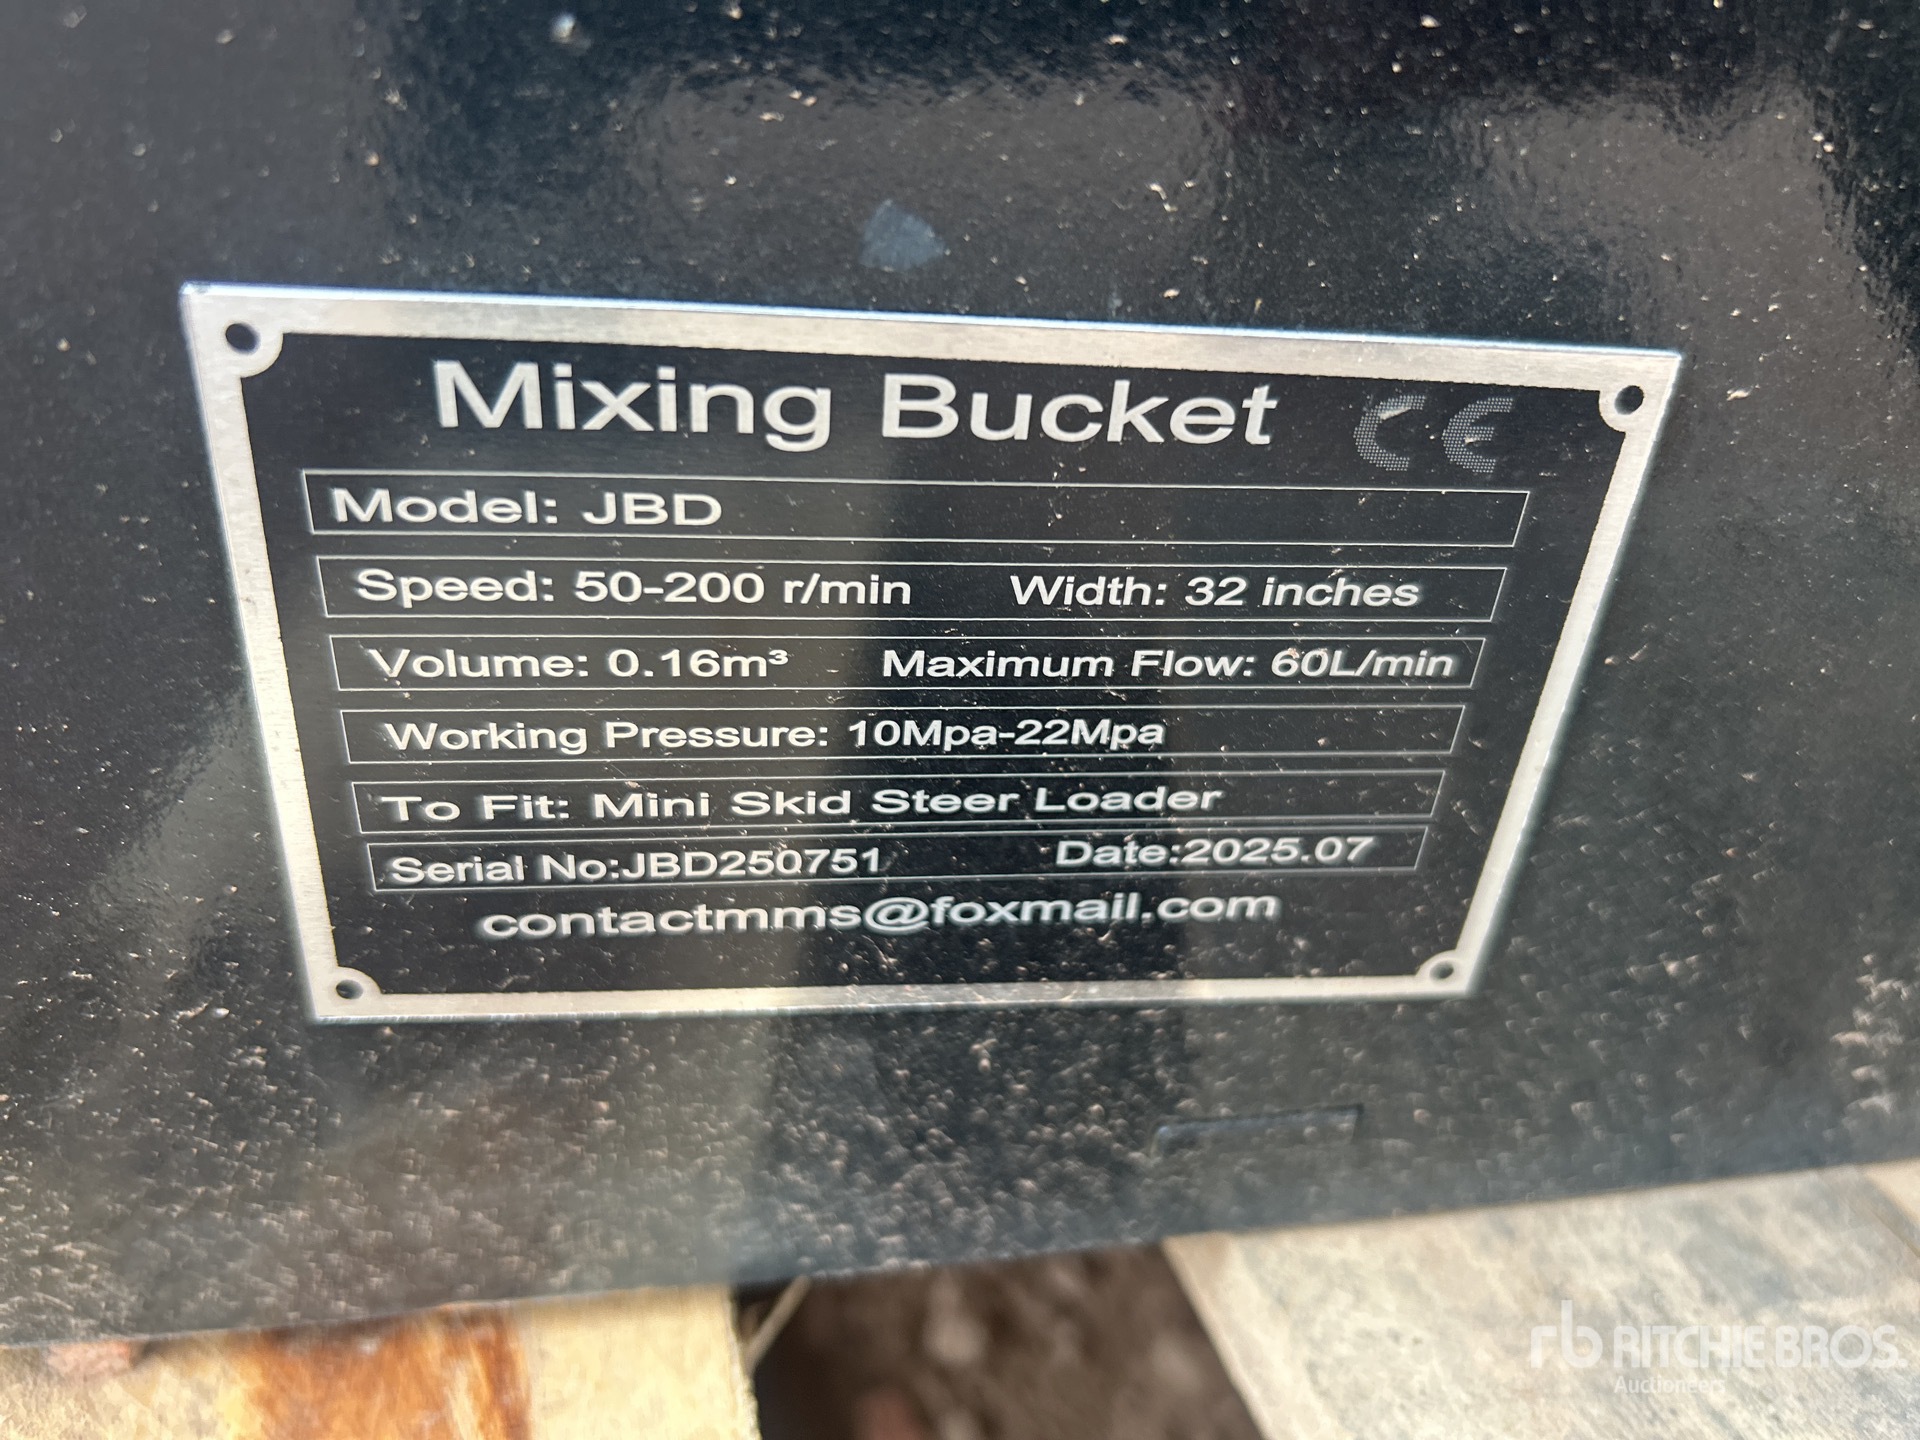 Mixing Bucket CE
Model: JBD
Speed: 50-200 r/min Width: 32 inches
Volume: 0.16m³ Maximum Flow: 60L/min
Working Pressure: 10Mpa-22Mpa
To Fit: Mini Skid Steer Loader
Serial No:JBD250751 Date:2025.07
contactmms@foxmail.com
rb RITCHIE BROS.
Auctioneers